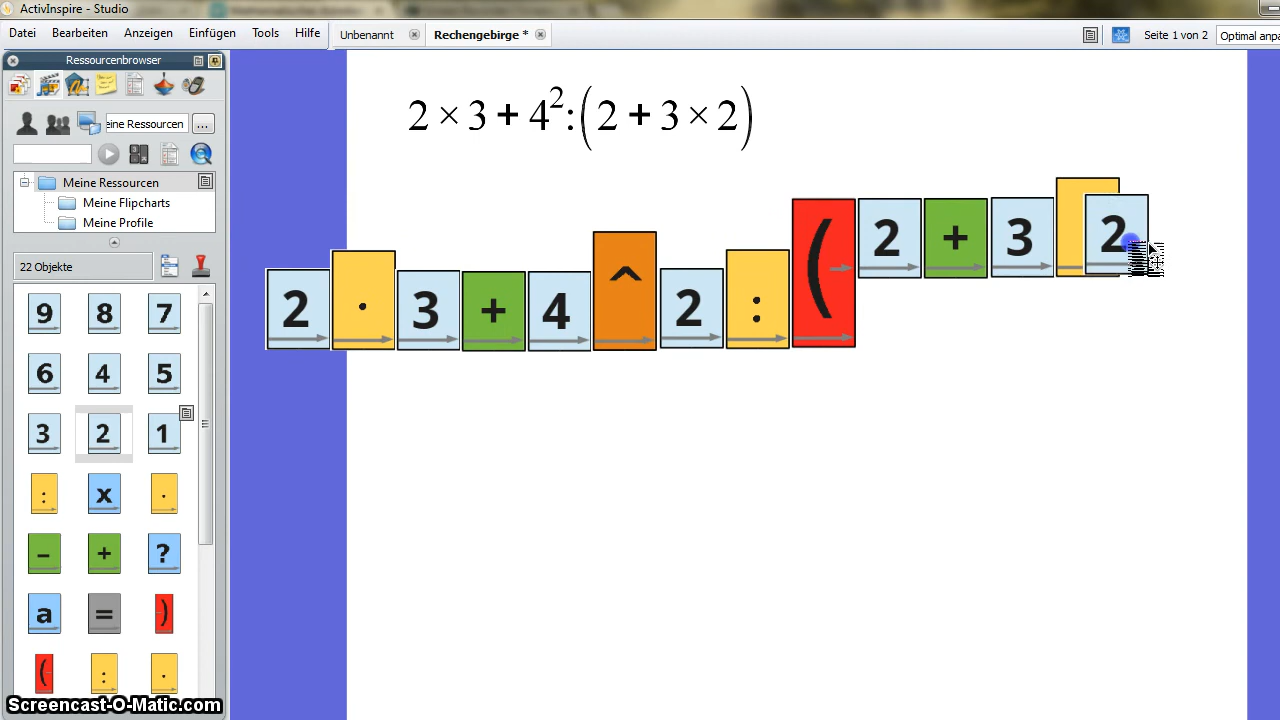 ActivInspire - Studio
Datei Bearbeiten Anzeigen Einfügen Tools Hilfe
Unbenannt Rechengebirge * Seite 1 von 2 Optimal anpa
Ressourcenbrowser
eine Ressourcen ...
Meine Ressourcen
Meine Flipcharts
Meine Profile
22 Objekte
9 8 7
6 4 5
3 2 1
: x ·
– + ?
a = )
( : ·
2 × 3 + 4²:(2 + 3 × 2)
2 · 3 + 4 ^ 2 : ( 2 + 3 2
Screencast-O-Matic.com